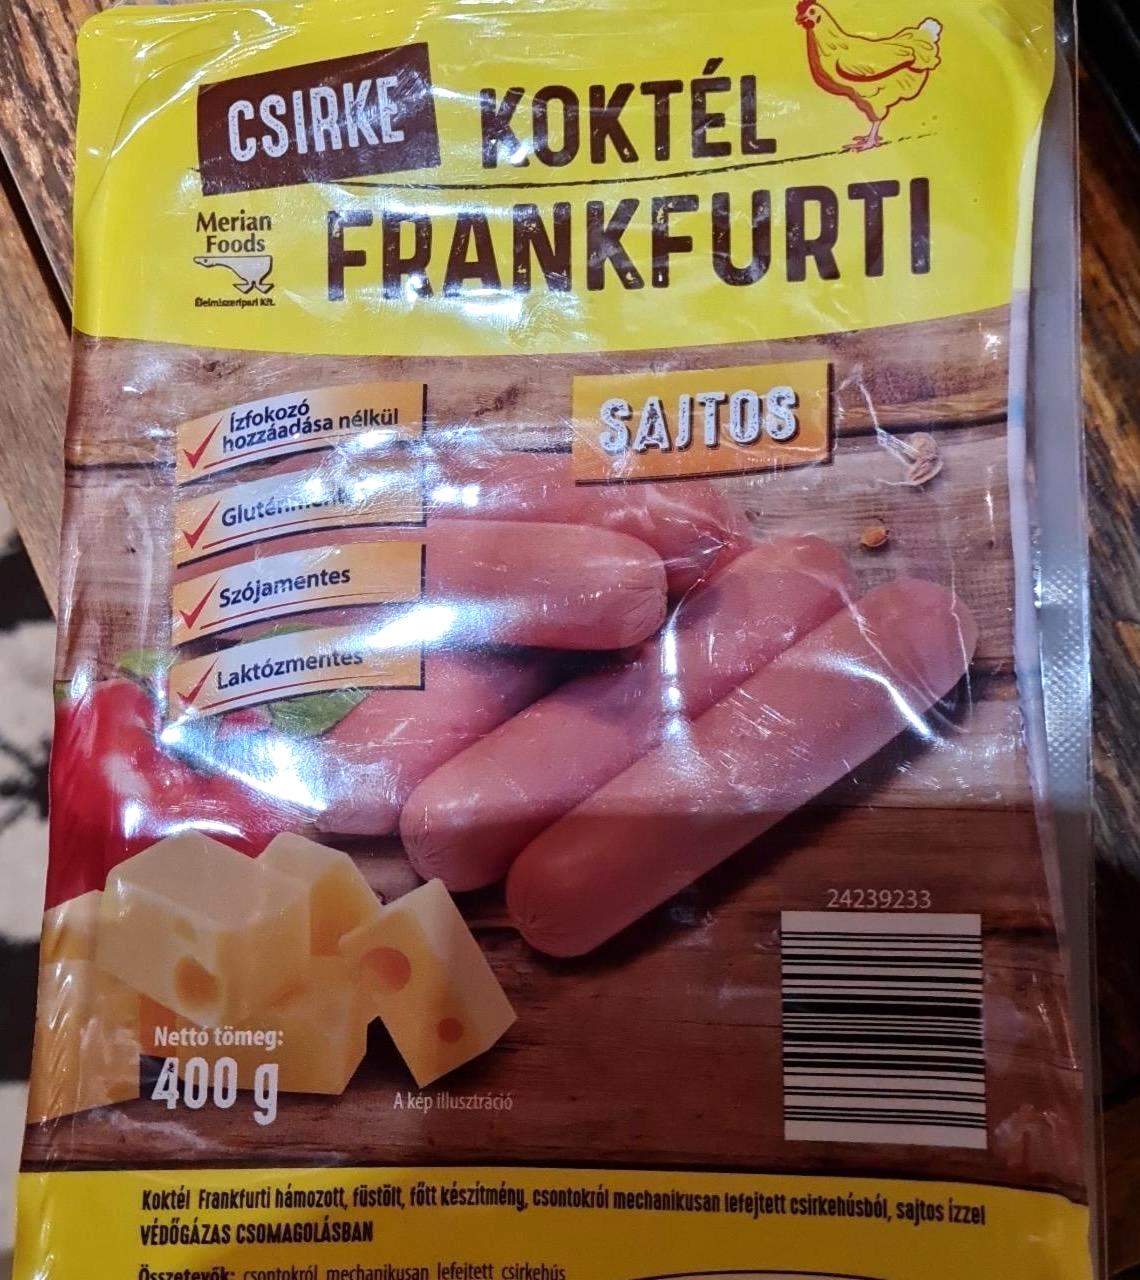 CSIRKE KOKTÉL
FRANKFURTI
Merian
Foods
Élelmiszeripari Kft.
SAJTOS
Ízfokozó
hozzáadása nélkül
Gluténmentes
Szójamentes
Laktózmentes
24239233
Nettó tömeg:
400 g
A kép illusztráció
Koktél Frankfurti hámozott, füstölt, főtt készítmény, csontokról mechanikusan lefejtett csirkehúsból, sajtos ízzel
VÉDŐGÁZAS CSOMAGOLÁSBAN
Összetevők: csontokról mechanikusan lefejtett csirkehús